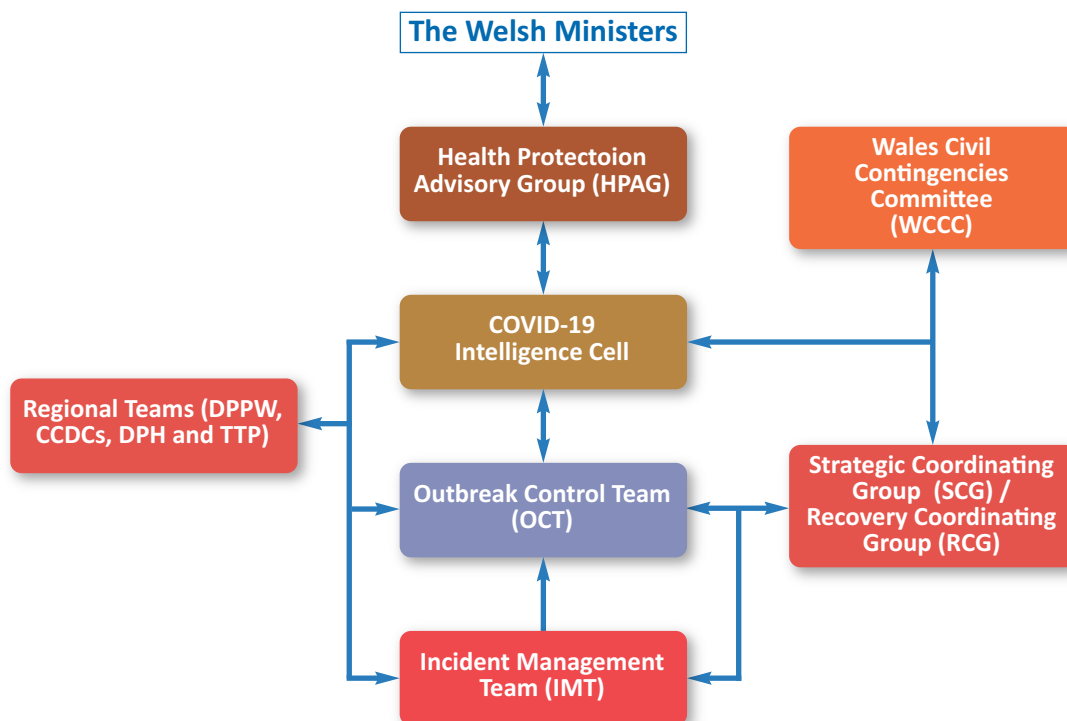 The Welsh Ministers
Health Protectoion
Advisory Group (HPAG)
Wales Civil
Contingencies
Committee
(WCCC)
COVID-19
Intelligence Cell
Regional Teams (DPPW,
CCDCs, DPH and TTP)
Outbreak Control Team
(OCT)
Strategic Coordinating
Group (SCG) /
Recovery Coordinating
Group (RCG)
Incident Management
Team (IMT)